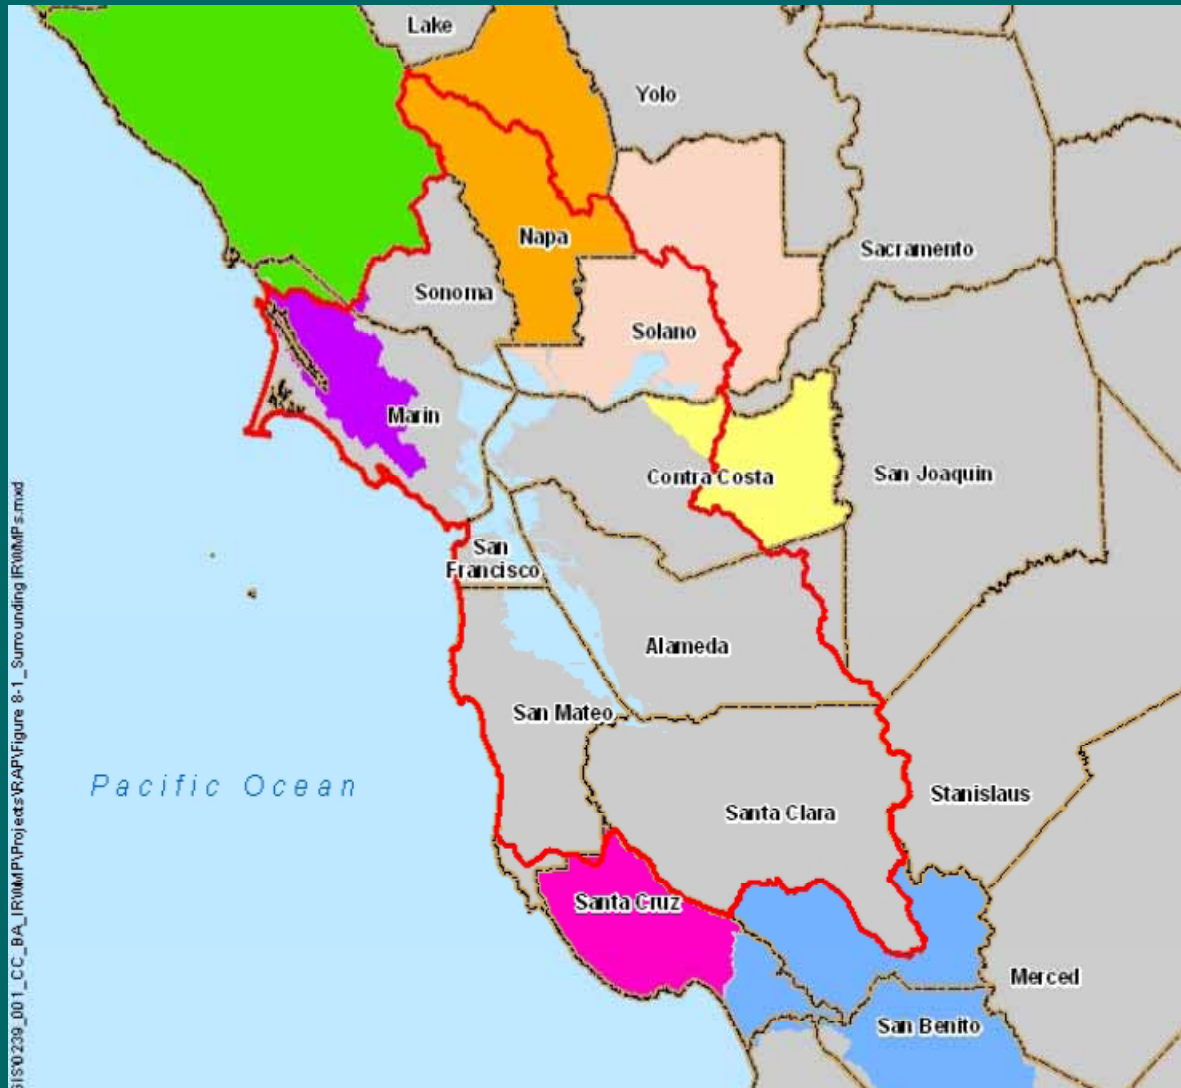 Lake
Yolo
Napa
Sacramento
Sonoma
Solano
Marin
Contra Costa
San Joaquin
San
Francisco
Alameda
San Mateo
Pacific Ocean
Stanislaus
Santa Clara
Santa Cruz
Merced
San Benito
0239_001_CC_BA_IRWMP\Projects\RAP\Figure 8-1_Surrounding IRWMPs.mxd